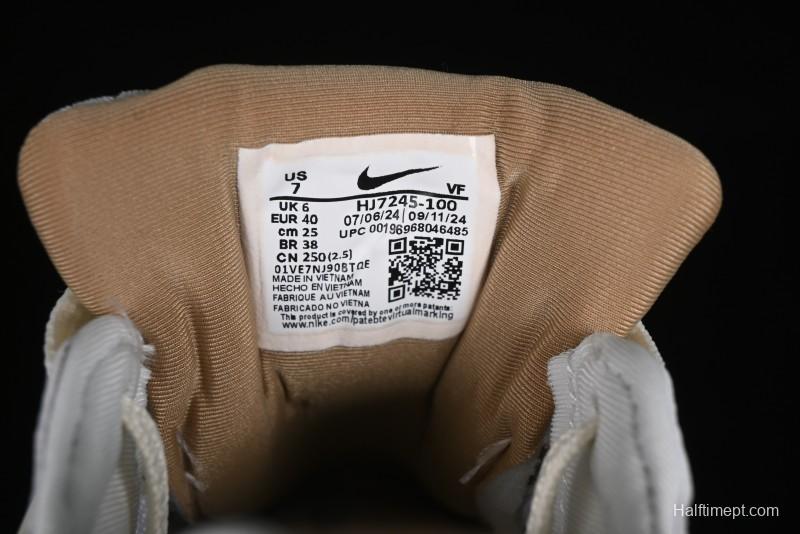 US
7
VF
UK 6
EUR 40
cm 25
BR 38
CN 250(2.5)
HJ7245-100
07/06/24 | 09/11/24
UPC 00196968046485
01VE7NJ90BTQE
MADE IN VIETNAM
HECHO EN VIETNAM
FABRIQUE AU VIETNAM
FABRICADO NO VIETNA
This product is covered by one or more patents:
www.nike.com/patebtevirtualmarking
Halftimept.com